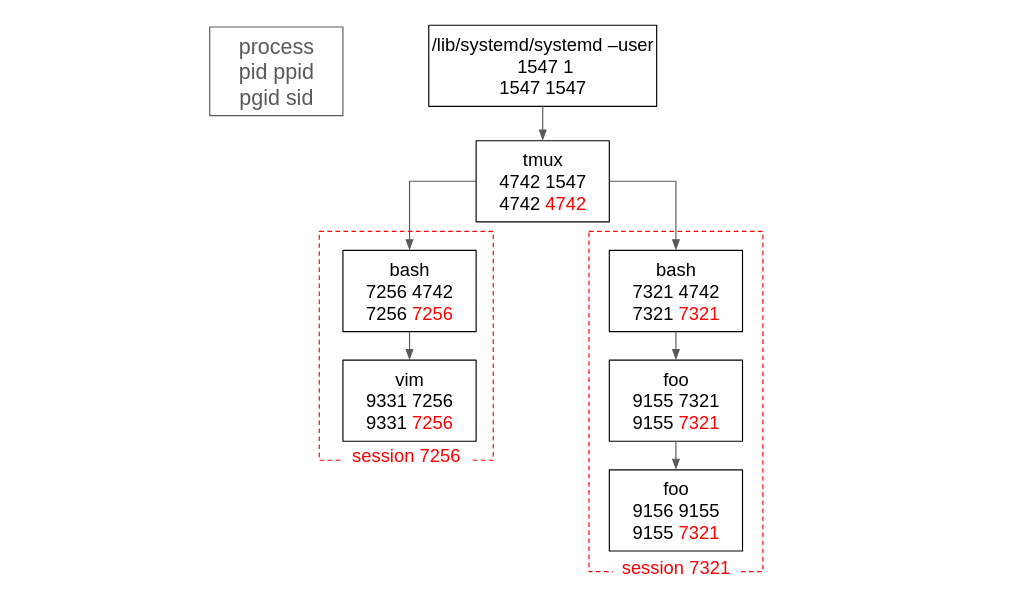 process
pid ppid
pgid sid
/lib/systemd/systemd –user
1547 1
1547 1547
tmux
4742 1547
4742 4742
bash
7256 4742
7256 7256
vim
9331 7256
9331 7256
session 7256
bash
7321 4742
7321 7321
foo
9155 7321
9155 7321
foo
9156 9155
9155 7321
session 7321